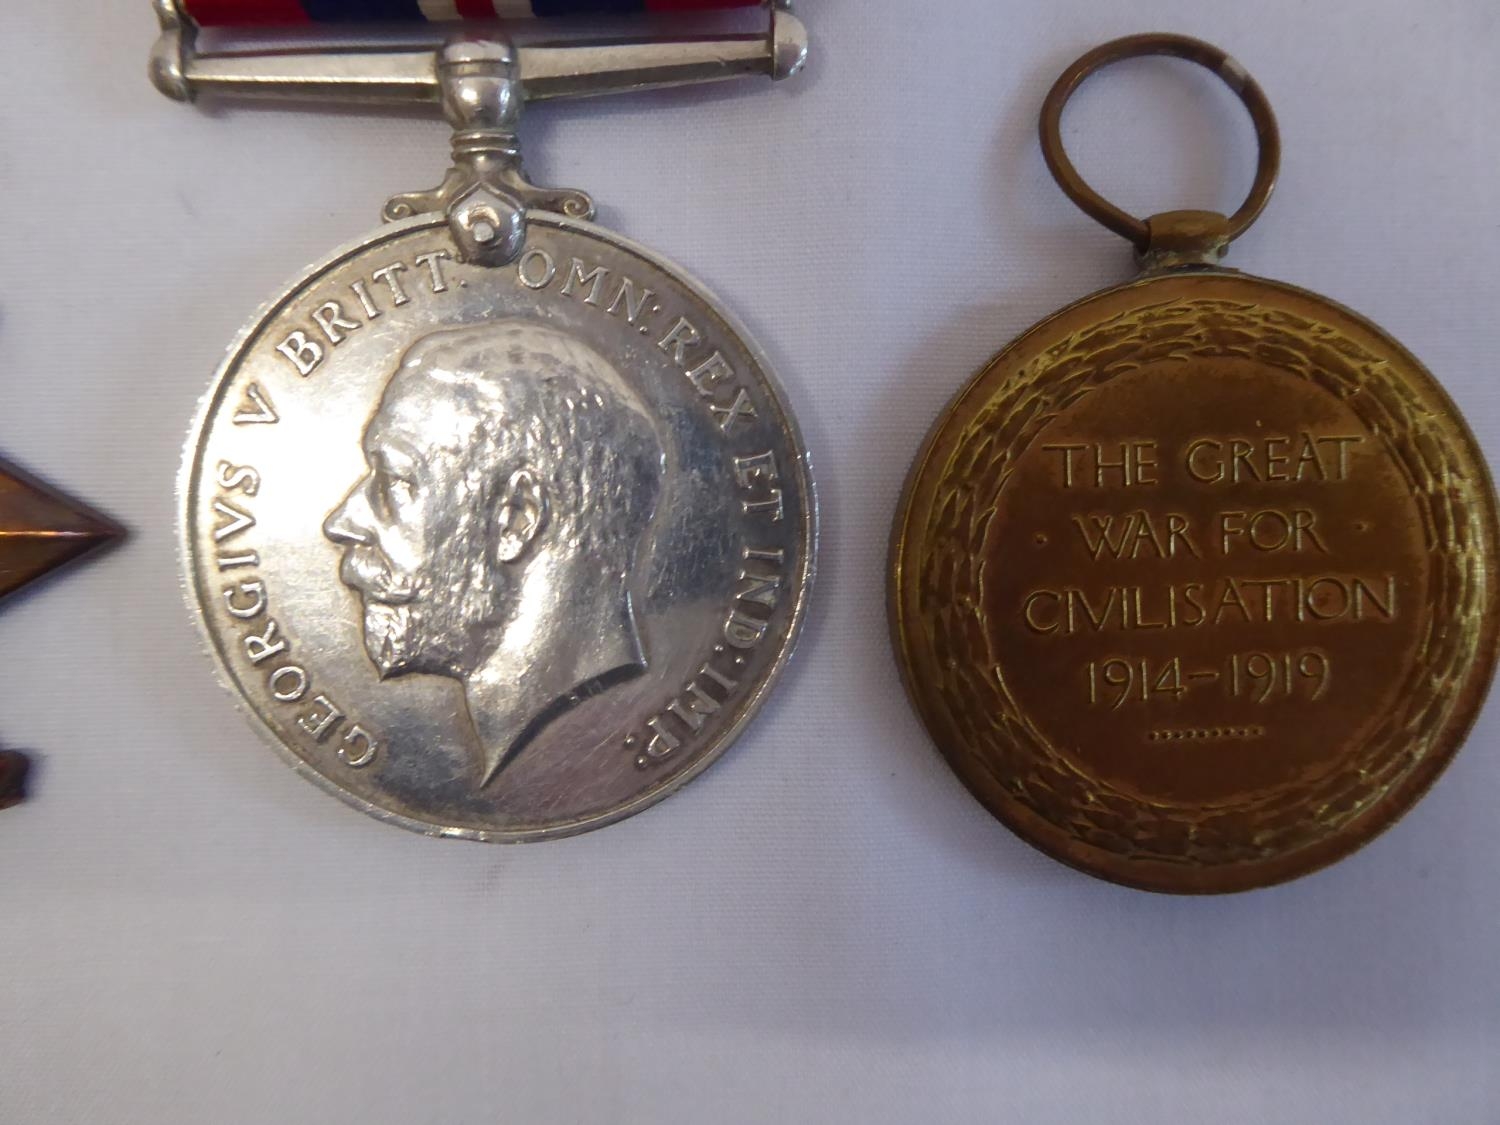 GEORGIVS V BRITT: OMN: REX ET IND: IMP:
THE GREAT
· WAR FOR ·
CIVILISATION
1914-1919